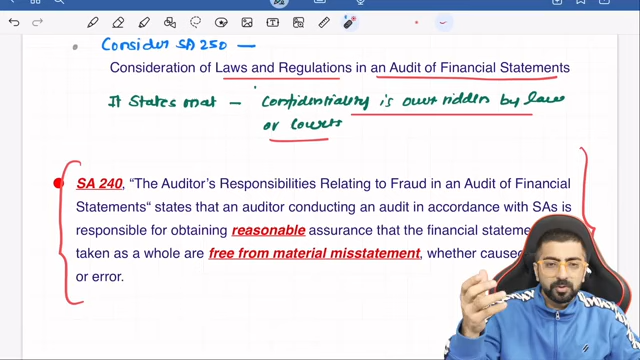 Consider SA 250 —
Consideration of Laws and Regulations in an Audit of Financial Statements
It States that — Confidentiality is over ridden by law
or Courts
SA 240, “The Auditor's Responsibilities Relating to Fraud in an Audit of Financial
Statements“ states that an auditor conducting an audit in accordance with SAs is
responsible for obtaining reasonable assurance that the financial
taken as a whole are free from material misstatement, whether caused
or error.